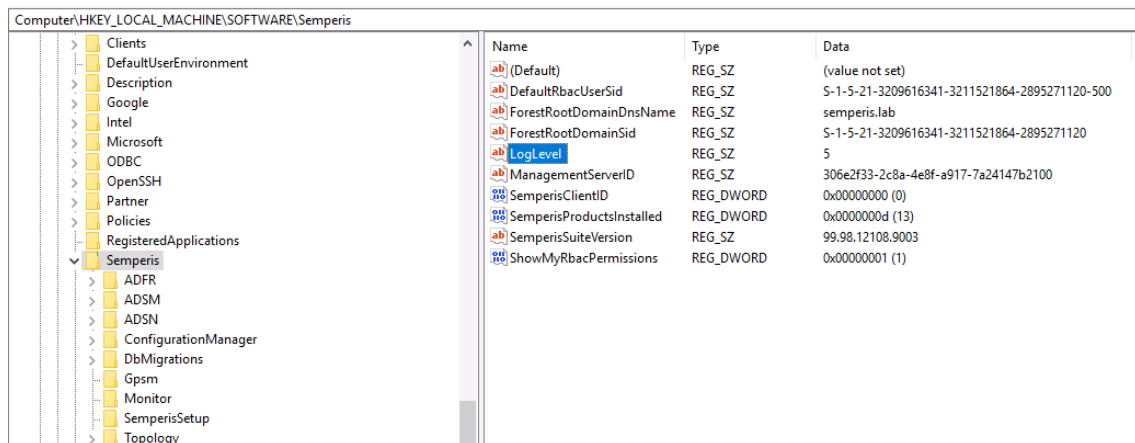 Computer\HKEY_LOCAL_MACHINE\SOFTWARE\Semperis
Clients
DefaultUserEnvironment
Description
Google
Intel
Microsoft
ODBC
OpenSSH
Partner
Policies
RegisteredApplications
Semperis
ADFR
ADSM
ADSN
ConfigurationManager
DbMigrations
Gpsm
Monitor
SemperisSetup
Topology
Name Type Data
(Default) REG_SZ (value not set)
DefaultRbacUserSid REG_SZ S-1-5-21-3209616341-3211521864-2895271120-500
ForestRootDomainDnsName REG_SZ semperis.lab
ForestRootDomainSid REG_SZ S-1-5-21-3209616341-3211521864-2895271120
LogLevel REG_SZ 5
ManagementServerID REG_SZ 306e2f33-2c8a-4e8f-a917-7a24147b2100
SemperisClientID REG_DWORD 0x00000000 (0)
SemperisProductsInstalled REG_DWORD 0x0000000d (13)
SemperisSuiteVersion REG_SZ 99.98.12108.9003
ShowMyRbacPermissions REG_DWORD 0x00000001 (1)